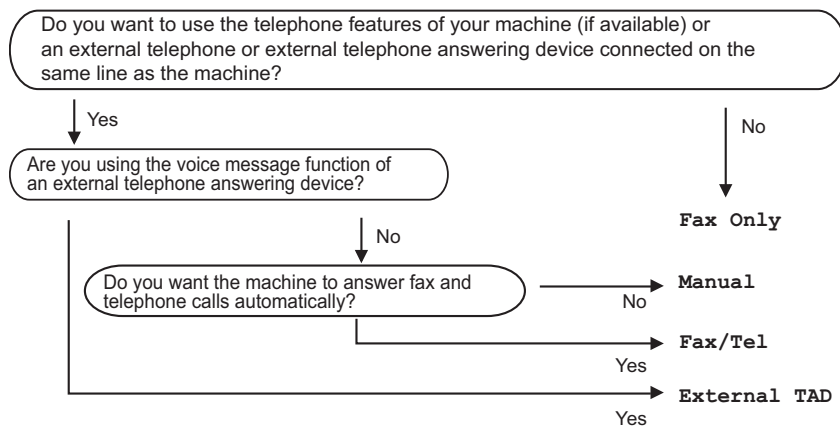 Do you want to use the telephone features of your machine (if available) or
an external telephone or external telephone answering device connected on the
same line as the machine?
Yes
No
Are you using the voice message function of
an external telephone answering device?
Fax Only
No
Do you want the machine to answer fax and
telephone calls automatically?
Manual
No
Fax/Tel
Yes
External TAD
Yes